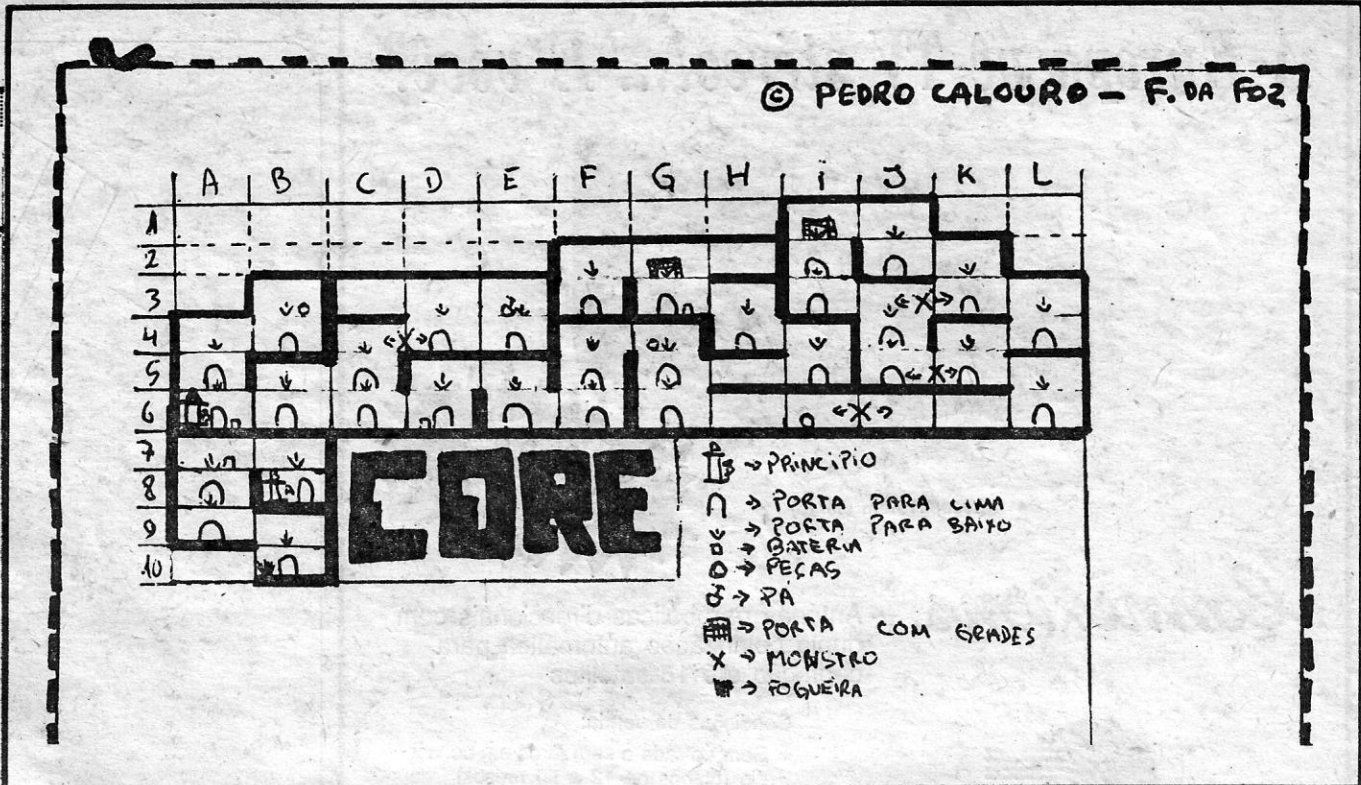 © PEDRO CALOURO - F. DA FOZ
A B C D E F G H i J K L
1
2
3
4
5
6
7
8
9
10
CORE
→ PRINCIPIO
→ PORTA PARA CIMA
→ PORTA PARA BAIXO
→ BATERIA
→ PEÇAS
→ PÁ
→ PORTA COM GRADES
X → MONSTRO
→ FOGUEIRA